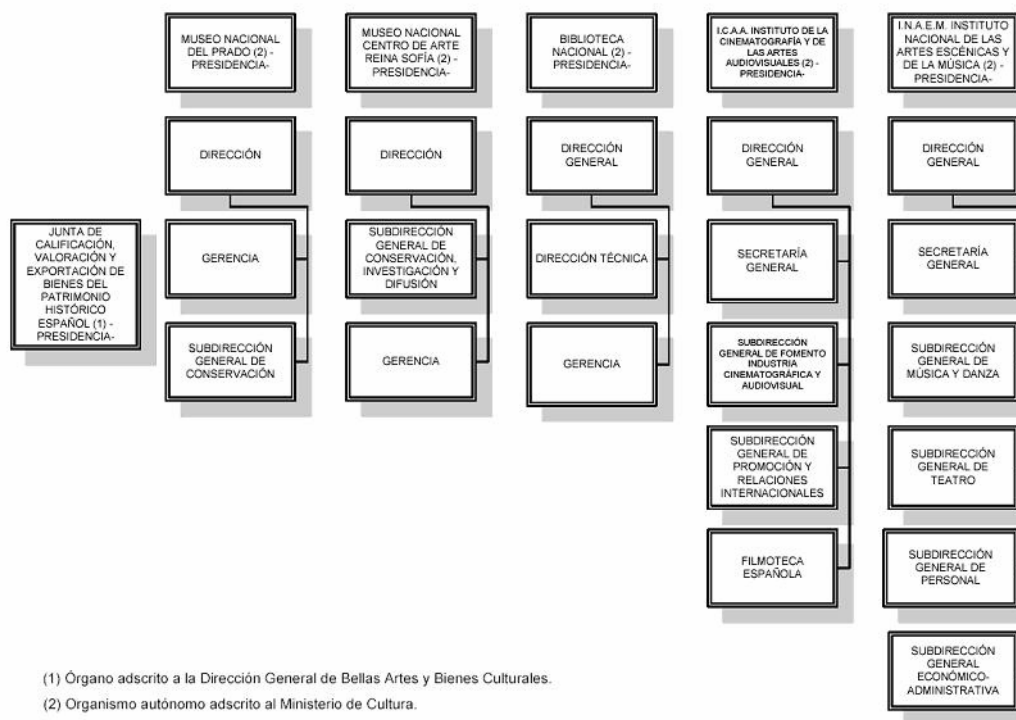 MUSEO NACIONAL
DEL PRADO (2) -
PRESIDENCIA-
MUSEO NACIONAL
CENTRO DE ARTE
REINA SOFÍA (2) -
PRESIDENCIA-
BIBLIOTECA
NACIONAL (2) -
PRESIDENCIA-
I.C.A.A. INSTITUTO DE LA
CINEMATOGRAFÍA Y DE
LAS ARTES
AUDIOVISUALES (2) -
PRESIDENCIA-
I.N.A.E.M. INSTITUTO
NACIONAL DE LAS
ARTES ESCÉNICAS Y
DE LA MÚSICA (2) -
PRESIDENCIA-
DIRECCIÓN
DIRECCIÓN
DIRECCIÓN
GENERAL
DIRECCIÓN
GENERAL
DIRECCIÓN
GENERAL
JUNTA DE
CALIFICACIÓN,
VALORACIÓN Y
EXPORTACIÓN DE
BIENES DEL
PATRIMONIO
HISTÓRICO
ESPAÑOL (1) -
PRESIDENCIA-
GERENCIA
SUBDIRECCIÓN
GENERAL DE
CONSERVACIÓN,
INVESTIGACIÓN Y
DIFUSIÓN
DIRECCIÓN TÉCNICA
SECRETARÍA
GENERAL
SECRETARÍA
GENERAL
SUBDIRECCIÓN
GENERAL DE
CONSERVACIÓN
GERENCIA
GERENCIA
SUBDIRECCIÓN
GENERAL DE FOMENTO
INDUSTRIA
CINEMATOGRÁFICA Y
AUDIOVISUAL
SUBDIRECCIÓN
GENERAL DE
MÚSICA Y DANZA
SUBDIRECCIÓN
GENERAL DE
PROMOCIÓN Y
RELACIONES
INTERNACIONALES
SUBDIRECCIÓN
GENERAL DE
TEATRO
FILMOTECA
ESPAÑOLA
SUBDIRECCIÓN
GENERAL DE
PERSONAL
SUBDIRECCIÓN
GENERAL
ECONÓMICO-
ADMINISTRATIVA
(1) Órgano adscrito a la Dirección General de Bellas Artes y Bienes Culturales.
(2) Organismo autónomo adscrito al Ministerio de Cultura.